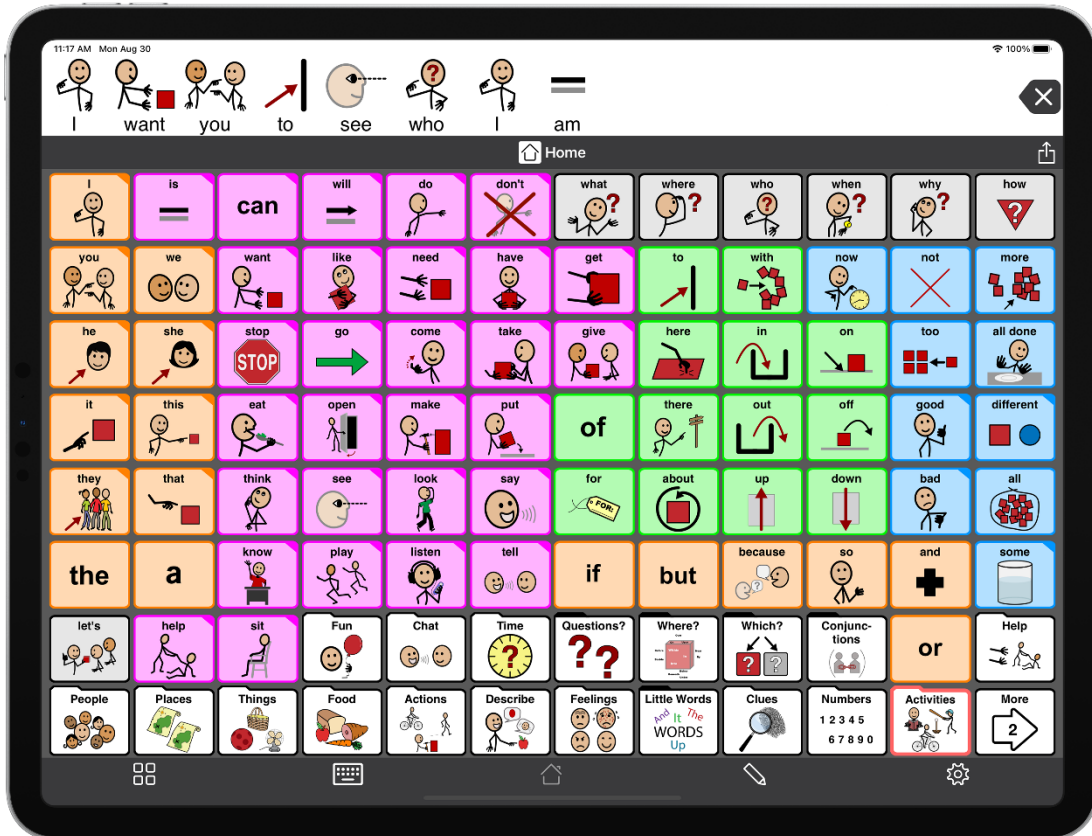 11:17 AM Mon Aug 30 100%
I want you to see who I am
Home
I is can will do don't what where who when why how
you we want like need have get to with now not more
he she stop go come take give here in on too all done
STOP
it this eat open make put of there out off good different
they that think see look say for about up down bad all
FOR:
the a know play listen tell if but because so and some
let's help sit Fun Chat Time Questions? Where? Which? Conjunc-
tions or Help
People Places Things Food Actions Describe Feelings Little Words Clues Numbers Activities More
And It The
WORDS
Up
1 2 3 4 5
6 7 8 9 0
2